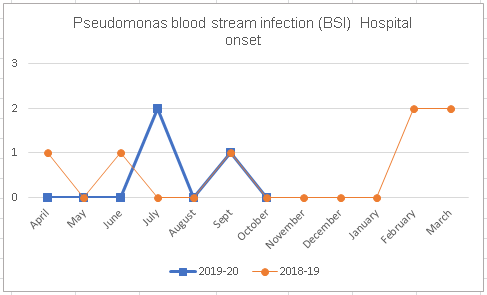 Pseudomonas blood stream infection (BSI)  Hospital
onset
3
2
1
0
April
May
June
July
August
Sept
October
November
December
January
February
March
2019-20
2018-19